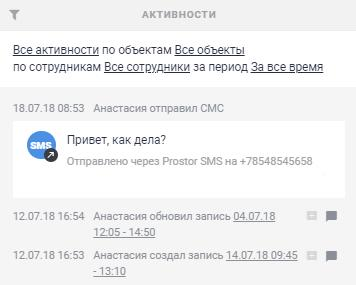 АКТИВНОСТИ
Все активности по объектам Все объекты
по сотрудникам Все сотрудники за период За все время
18.07.18 08:53 Анастасия отправил СМС
SMS
Привет, как дела?
Отправлено через Prostor SMS на +78548545658
12.07.18 16:54 Анастасия обновил запись 04.07.18
12:05 - 14:50
12.07.18 16:53 Анастасия создал запись 14.07.18 09:45
- 13:10